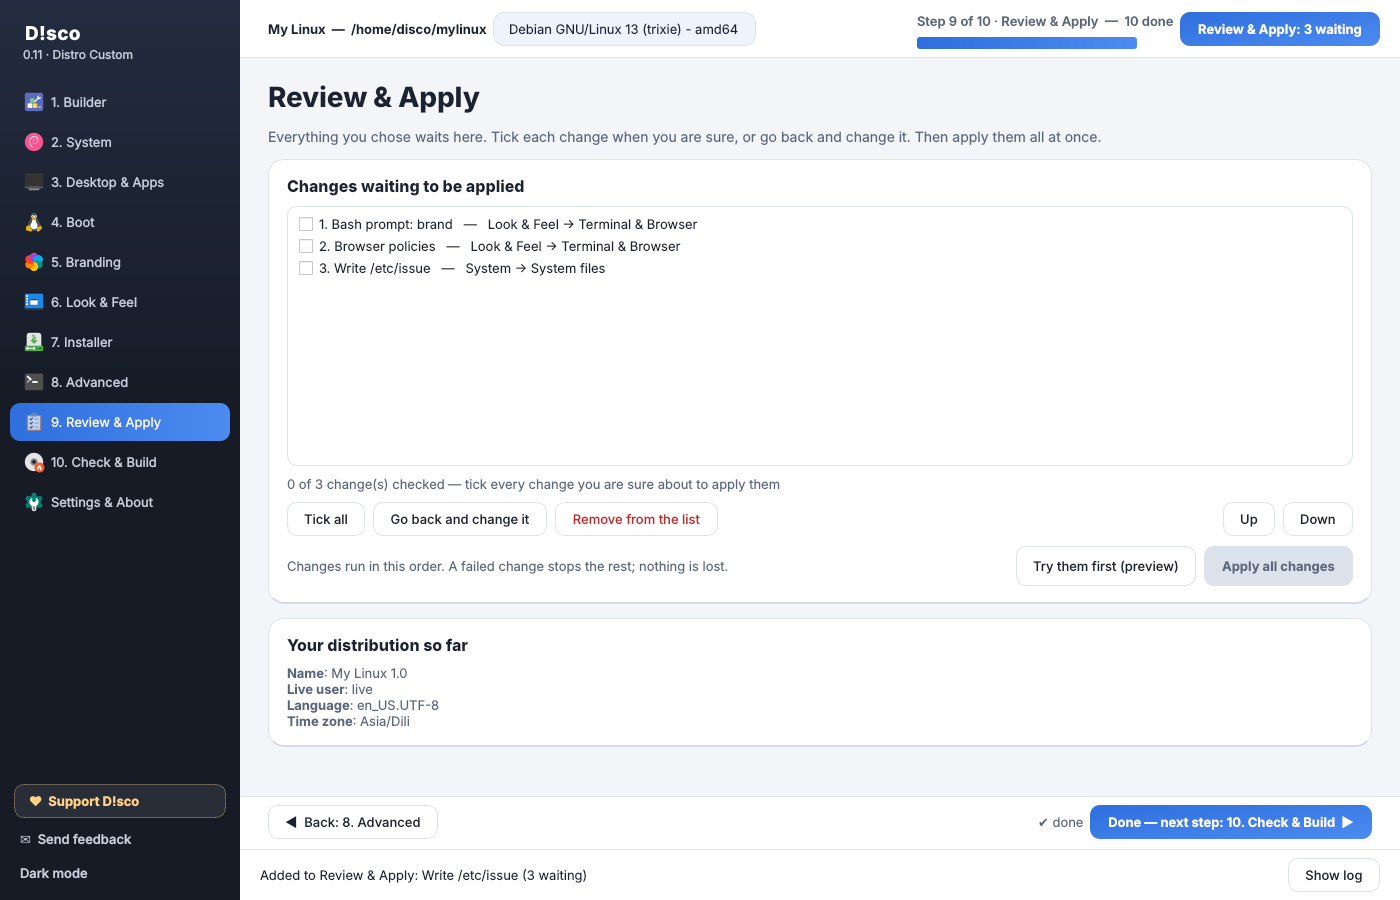 D!sco
0.11 · Distro Custom
1. Builder
2. System
3. Desktop & Apps
4. Boot
5. Branding
6. Look & Feel
7. Installer
8. Advanced
9. Review & Apply
10. Check & Build
Settings & About
Support D!sco
Send feedback
Dark mode
My Linux — /home/disco/mylinux
Debian GNU/Linux 13 (trixie) - amd64
Step 9 of 10 · Review & Apply — 10 done
Review & Apply: 3 waiting
Review & Apply
Everything you chose waits here. Tick each change when you are sure, or go back and change it. Then apply them all at once.
Changes waiting to be applied
1. Bash prompt: brand — Look & Feel → Terminal & Browser
2. Browser policies — Look & Feel → Terminal & Browser
3. Write /etc/issue — System → System files
0 of 3 change(s) checked — tick every change you are sure about to apply them
Tick all
Go back and change it
Remove from the list
Up
Down
Changes run in this order. A failed change stops the rest; nothing is lost.
Try them first (preview)
Apply all changes
Your distribution so far
Name: My Linux 1.0
Live user: live
Language: en_US.UTF-8
Time zone: Asia/Dili
◀ Back: 8. Advanced
✔ done
Done — next step: 10. Check & Build ▶
Added to Review & Apply: Write /etc/issue (3 waiting)
Show log